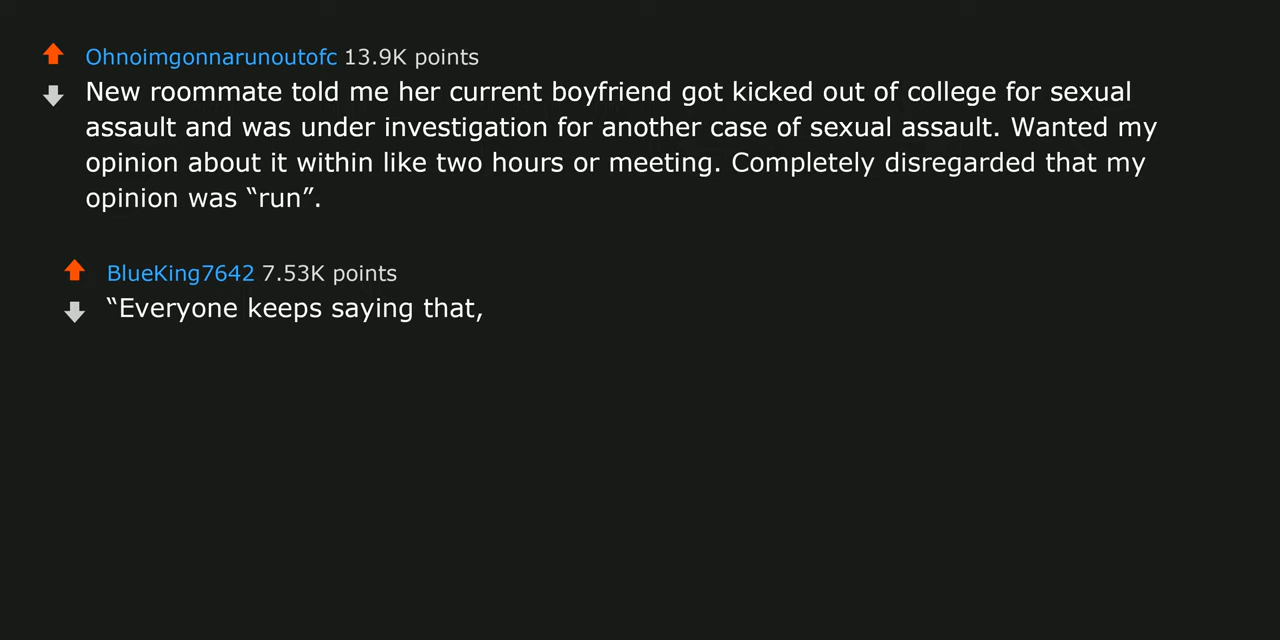 Ohnoimgonnarunoutofc 13.9K points
New roommate told me her current boyfriend got kicked out of college for sexual
assault and was under investigation for another case of sexual assault. Wanted my
opinion about it within like two hours or meeting. Completely disregarded that my
opinion was “run”.
BlueKing7642 7.53K points
“Everyone keeps saying that,